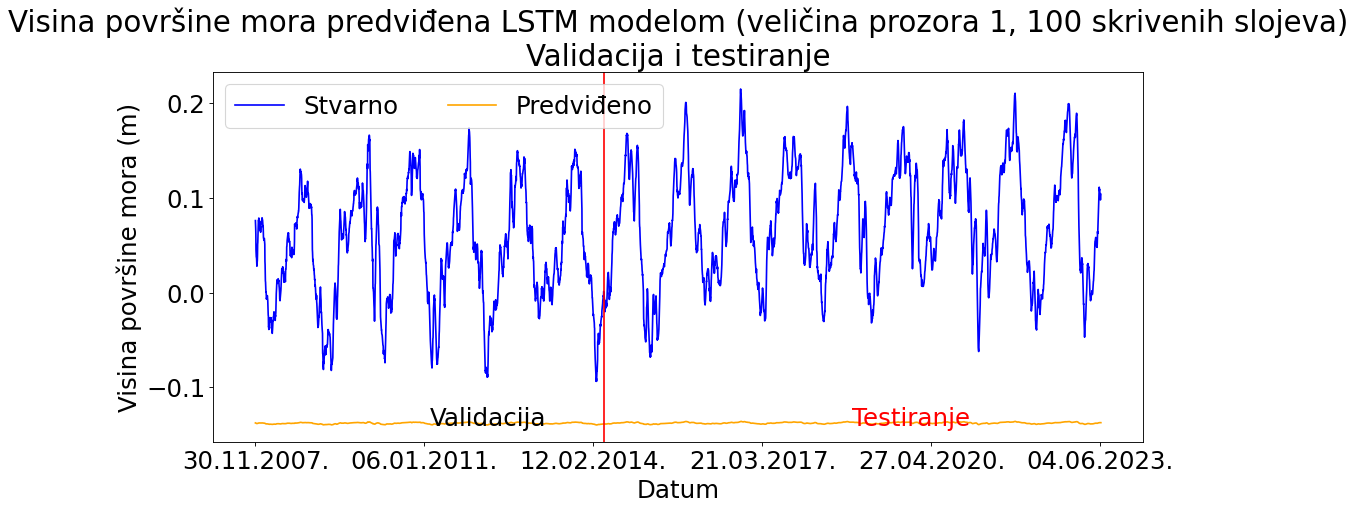 Visina površine mora predviđena LSTM modelom (veličina prozora 1, 100 skrivenih slojeva)
Validacija i testiranje
Stvarno
Predviđeno
Visina površine mora (m)
0.2
0.1
0.0
−0.1
Validacija
Testiranje
30.11.2007.
06.01.2011.
12.02.2014.
21.03.2017.
27.04.2020.
04.06.2023.
Datum